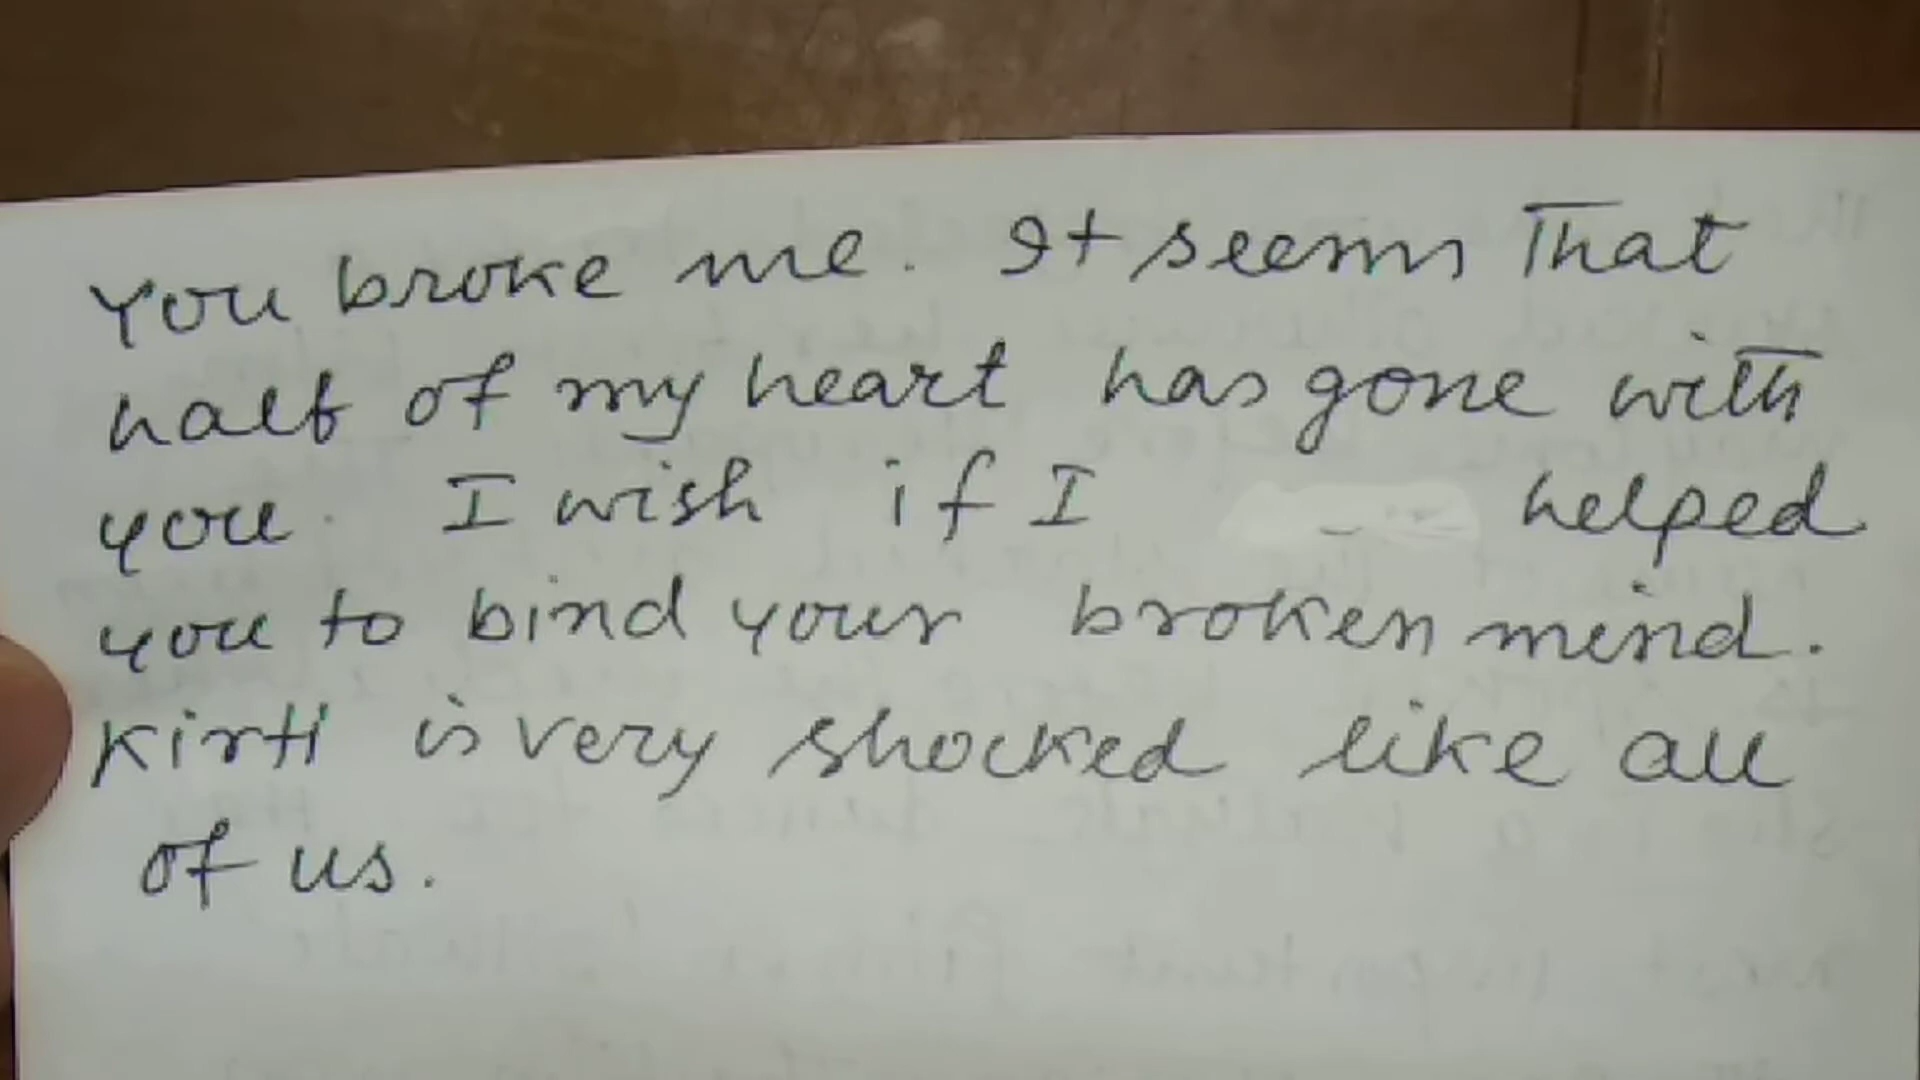 You broke me. It seems That
half of my heart has gone with
you. I wish if I helped
you to bind your broken mind.
Kirti is very shocked like all
of us.